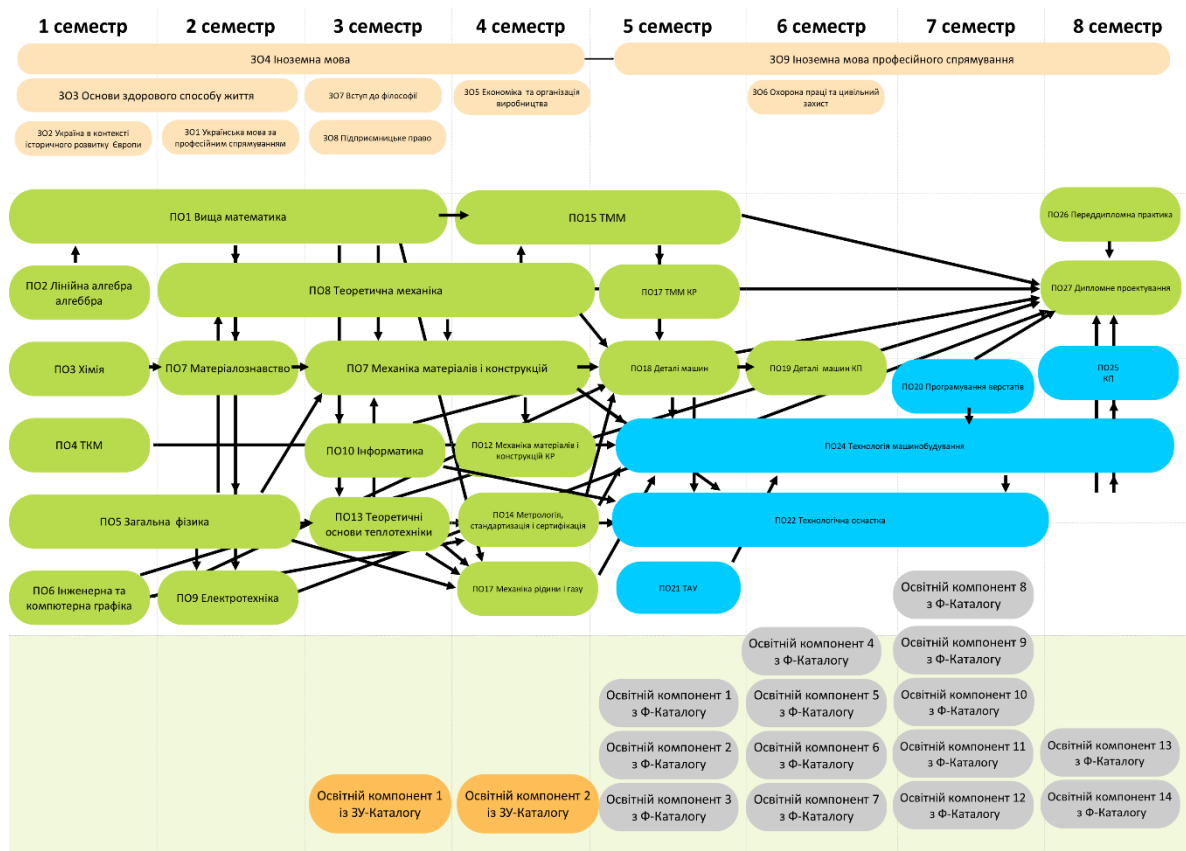 1 семестр
2 семестр
3 семестр
4 семестр
5 семестр
6 семестр
7 семестр
8 семестр
ЗО4 Іноземна мова
ЗО9 Іноземна мова професійного спрямування
ЗО3 Основи здорового способу життя
ЗО7 Вступ до філософії
ЗО5 Економіка та організація
виробництва
ЗО6 Охорона праці та цивільний
захист
ЗО2 Україна в контексті
історичного розвитку Європи
ЗО1 Українська мова за
професійним спрямуванням
ЗО8 Підприємницьке право
ПО1 Вища математика
ПО15 ТММ
ПО26 Переддипломна практика
ПО2 Лінійна алгебра
алгеббра
ПО8 Теоретична механіка
ПО17 ТММ КР
ПО27 Дипломне проектування
ПО3 Хімія
ПО7 Матеріалознавство
ПО7 Механіка матеріалів і конструкцій
ПО18 Деталі машин
ПО19 Деталі машин КП
ПО20 Програмування верстатів
ПО25
КП
ПО4 ТКМ
ПО10 Інформатика
ПО12 Механіка матеріалів і
конструкцій КР
ПО24 Технологія машинобудування
ПО5 Загальна фізика
ПО13 Теоретичні
основи теплотехніки
ПО14 Метрологія,
стандартизація і сертифікація
ПО22 Технологічна оснастка
ПО6 Інженерна та
компютерна графіка
ПО9 Електротехніка
ПО17 Механіка рідини і газу
ПО21 ТАУ
Освітній компонент 8
з Ф-Каталогу
Освітній компонент 4
з Ф-Каталогу
Освітній компонент 9
з Ф-Каталогу
Освітній компонент 1
з Ф-Каталогу
Освітній компонент 5
з Ф-Каталогу
Освітній компонент 10
з Ф-Каталогу
Освітній компонент 2
з Ф-Каталогу
Освітній компонент 6
з Ф-Каталогу
Освітній компонент 11
з Ф-Каталогу
Освітній компонент 13
з Ф-Каталогу
Освітній компонент 1
із ЗУ-Каталогу
Освітній компонент 2
із ЗУ-Каталогу
Освітній компонент 3
з Ф-Каталогу
Освітній компонент 7
з Ф-Каталогу
Освітній компонент 12
з Ф-Каталогу
Освітній компонент 14
з Ф-Каталогу